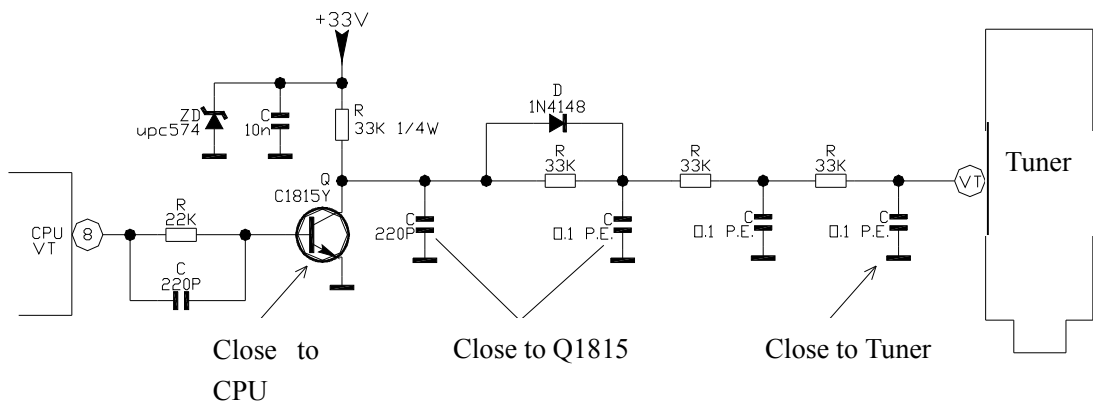 +33V
ZD
upc574
C
10n
R
33K 1/4W
D
1N4148
Q
C1815Y
R
33K
R
33K
R
33K
VT
Tuner
CPU
VT
8
R
22K
C
220P
C
220P
C
0.1 P.E.
C
0.1 P.E.
C
0.1 P.E.
Close to
CPU
Close to Q1815
Close to Tuner